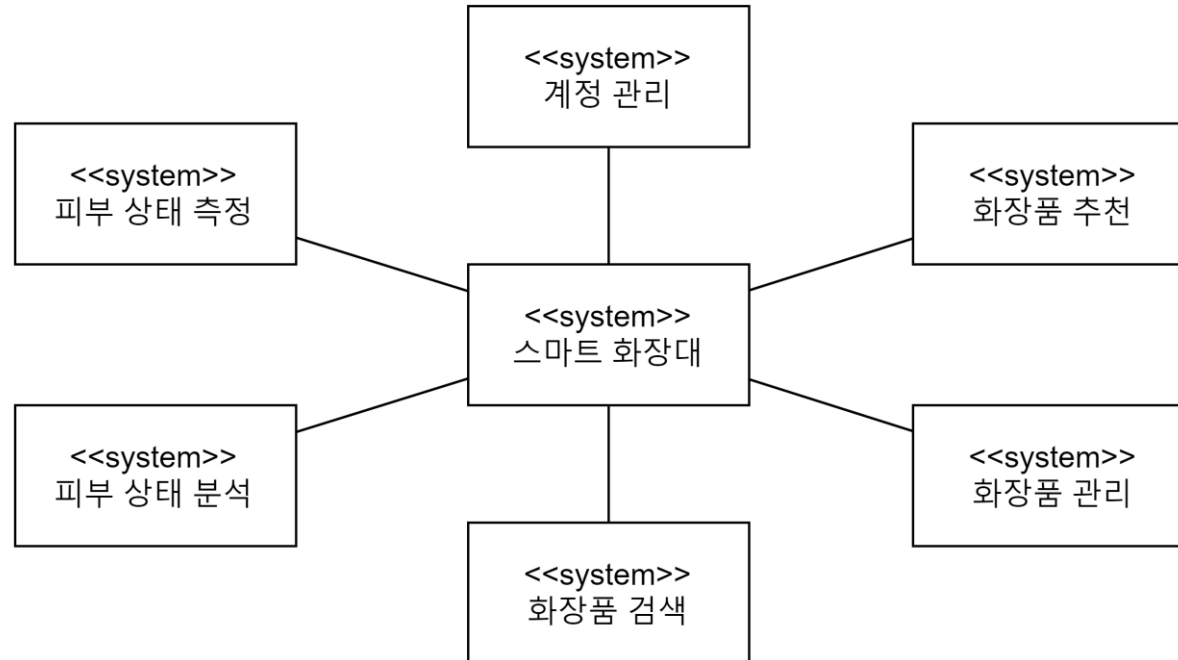 <<system>>
계정 관리
<<system>>
피부 상태 측정
<<system>>
화장품 추천
<<system>>
스마트 화장대
<<system>>
피부 상태 분석
<<system>>
화장품 관리
<<system>>
화장품 검색